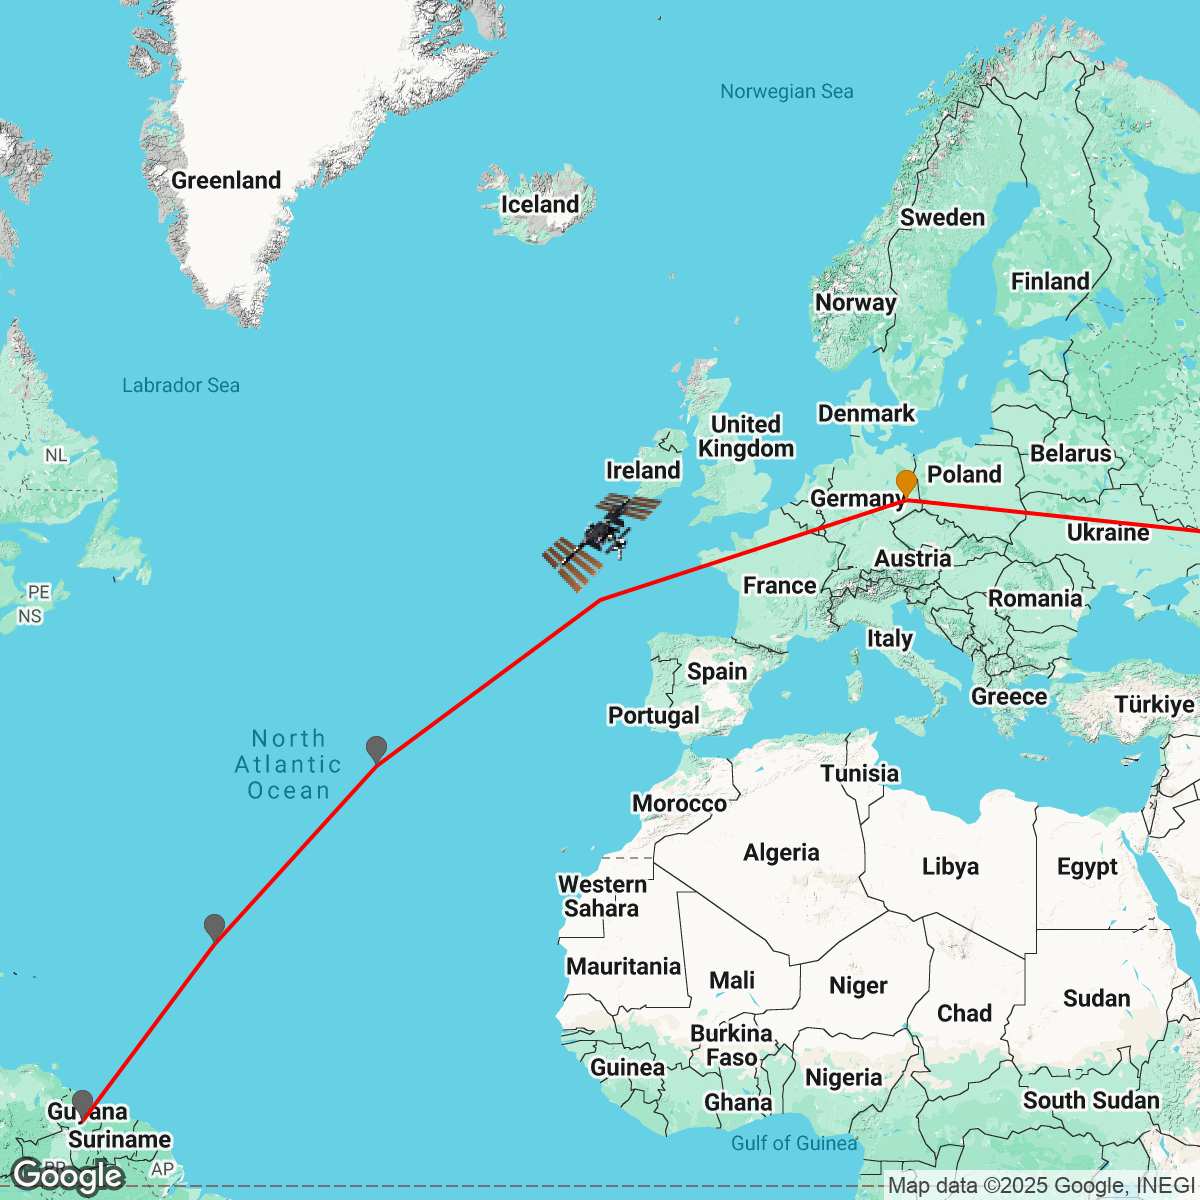 Norwegian Sea
Greenland
Iceland
Sweden
Finland
Norway
Labrador Sea
Denmark
United
Kingdom
NL
Ireland
Belarus
Poland
Germany
Ukraine
Austria
France
PE
NS
Romania
Italy
Spain
Greece
Türkiye
Portugal
North
Atlantic
Ocean
Tunisia
Morocco
Algeria
Libya
Egypt
Western
Sahara
Mauritania
Mali
Niger
Chad
Sudan
Burkina
Faso
Guinea
Nigeria
Ghana
South Sudan
Guyana
Suriname
Gulf of Guinea
AP
Google
Map data ©2025 Google, INEGI